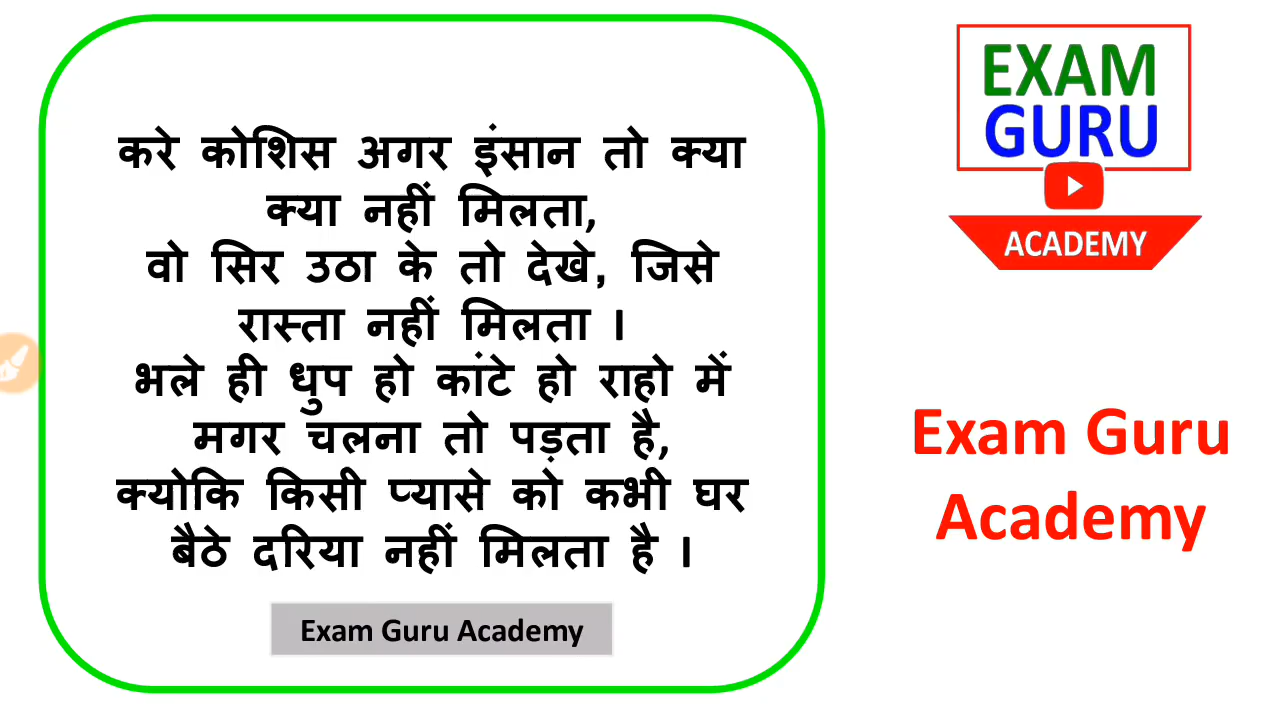 करे कोशिस अगर इंसान तो क्या
क्या नहीं मिलता,
वो सिर उठा के तो देखे, जिसे
रास्ता नहीं मिलता ।
भले ही धुप हो कांटे हो राहो में
मगर चलना तो पड़ता है,
क्योकि किसी प्यासे को कभी घर
बैठे दरिया नहीं मिलता है ।
Exam Guru Academy
EXAM
GURU
ACADEMY
Exam Guru
Academy